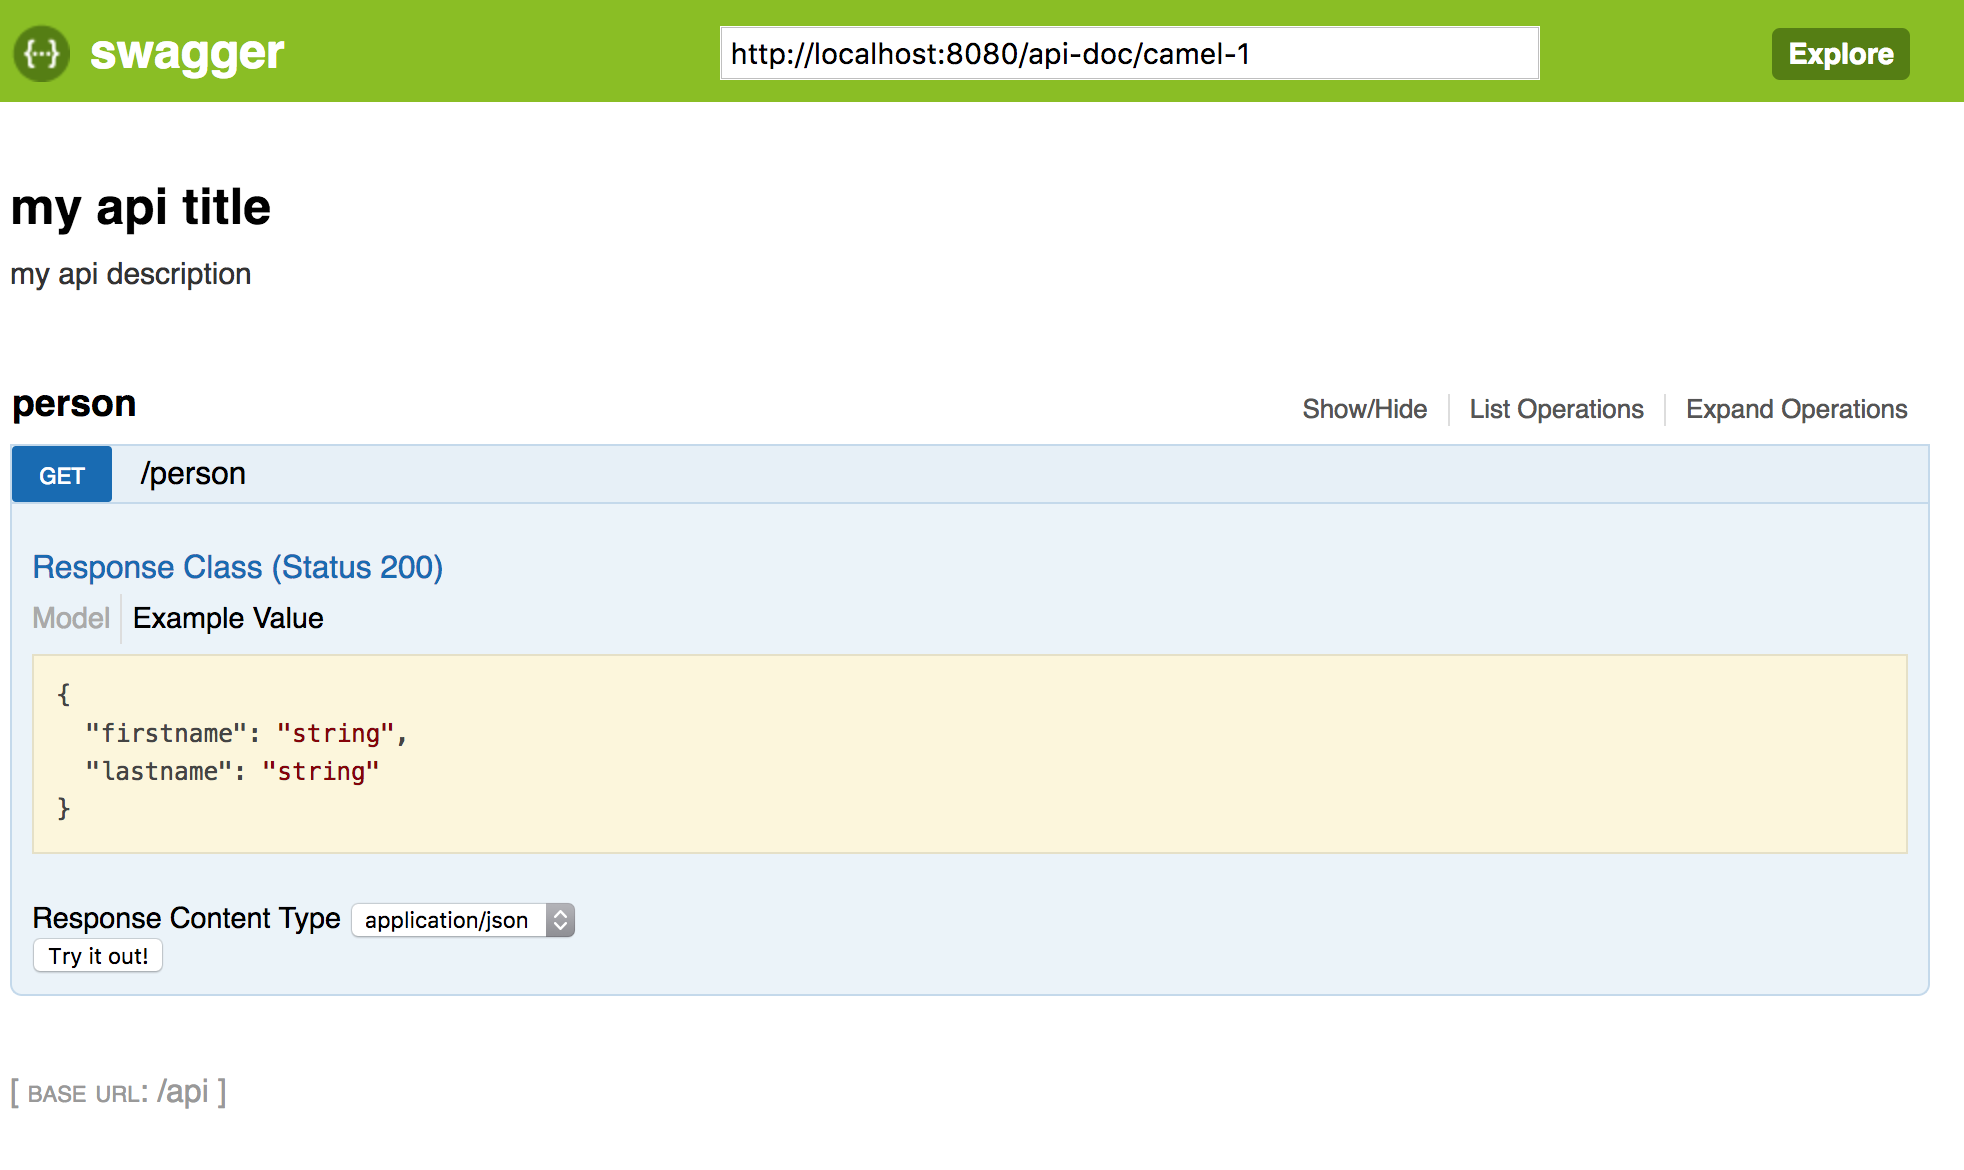 {···} swagger http://localhost:8080/api-doc/camel-1 Explore
my api title
my api description
person Show/Hide List Operations Expand Operations
GET /person
Response Class (Status 200)
Model Example Value
{
"firstname": "string",
"lastname": "string"
}
Response Content Type application/json
Try it out!
[ BASE URL: /api ]